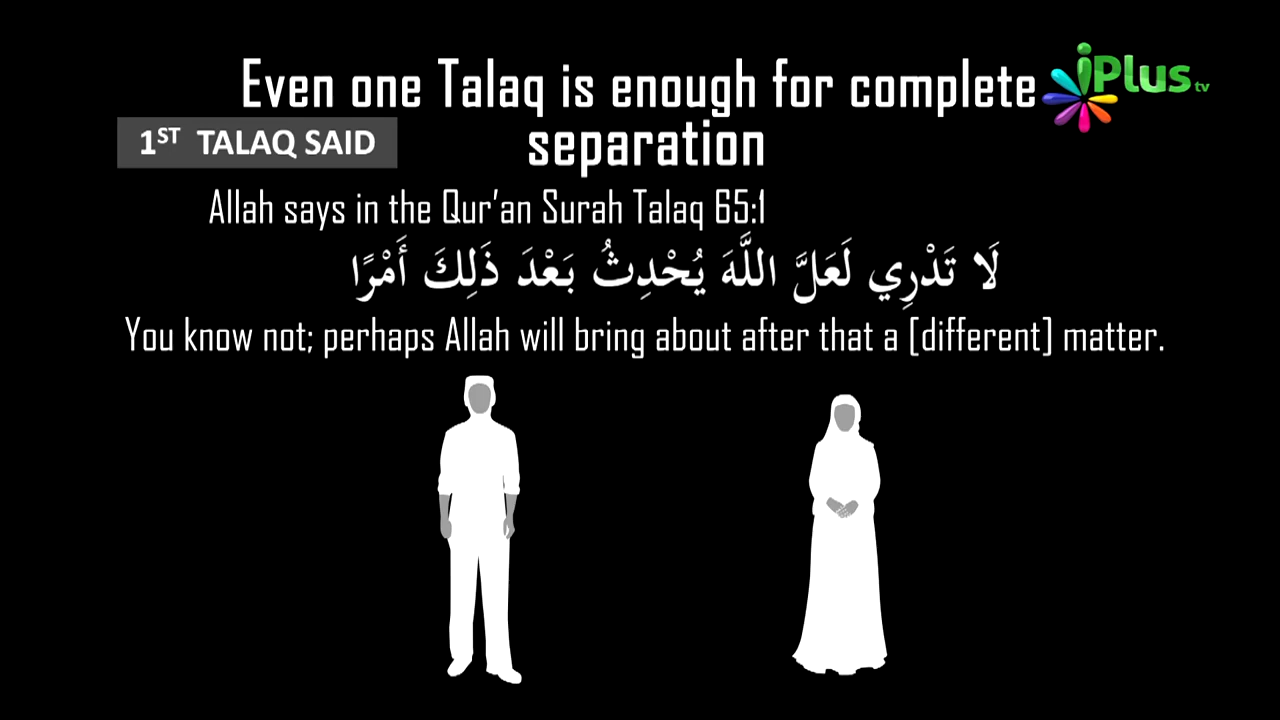 Even one Talaq is enough for complete
separation
iPlus tv
1ST TALAQ SAID
Allah says in the Qur’an Surah Talaq 65:1
لَا تَدْرِي لَعَلَّ اللَّهَ يُحْدِثُ بَعْدَ ذَلِكَ أَمْرًا
You know not; perhaps Allah will bring about after that a [different] matter.